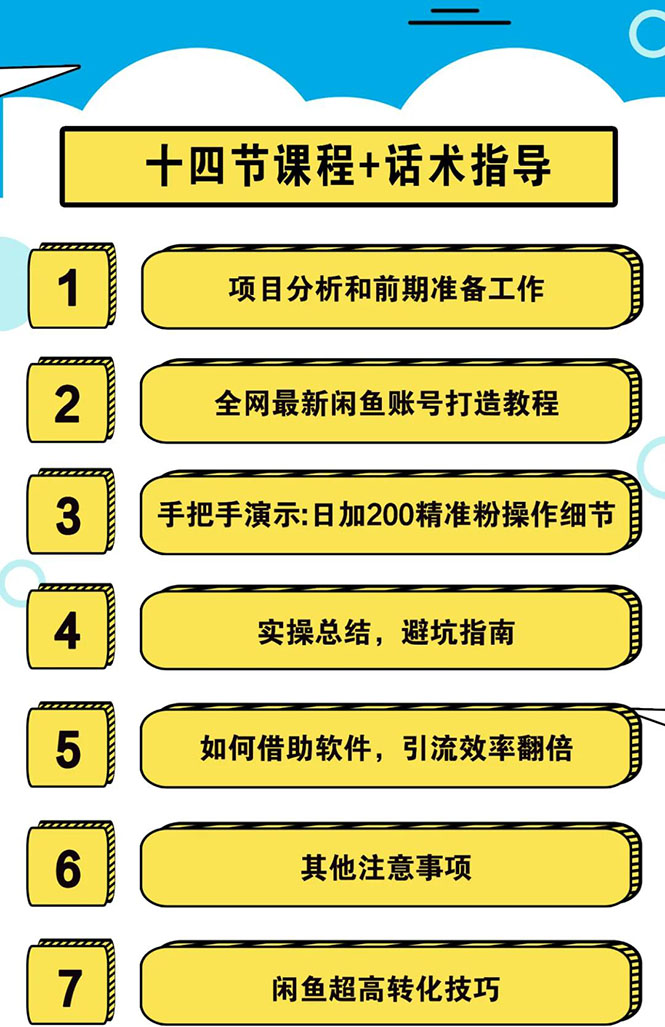 十四节课程+话术指导
1
项目分析和前期准备工作
2
全网最新闲鱼账号打造教程
3
手把手演示:日加200精准粉操作细节
4
实操总结，避坑指南
5
如何借助软件，引流效率翻倍
6
其他注意事项
7
闲鱼超高转化技巧